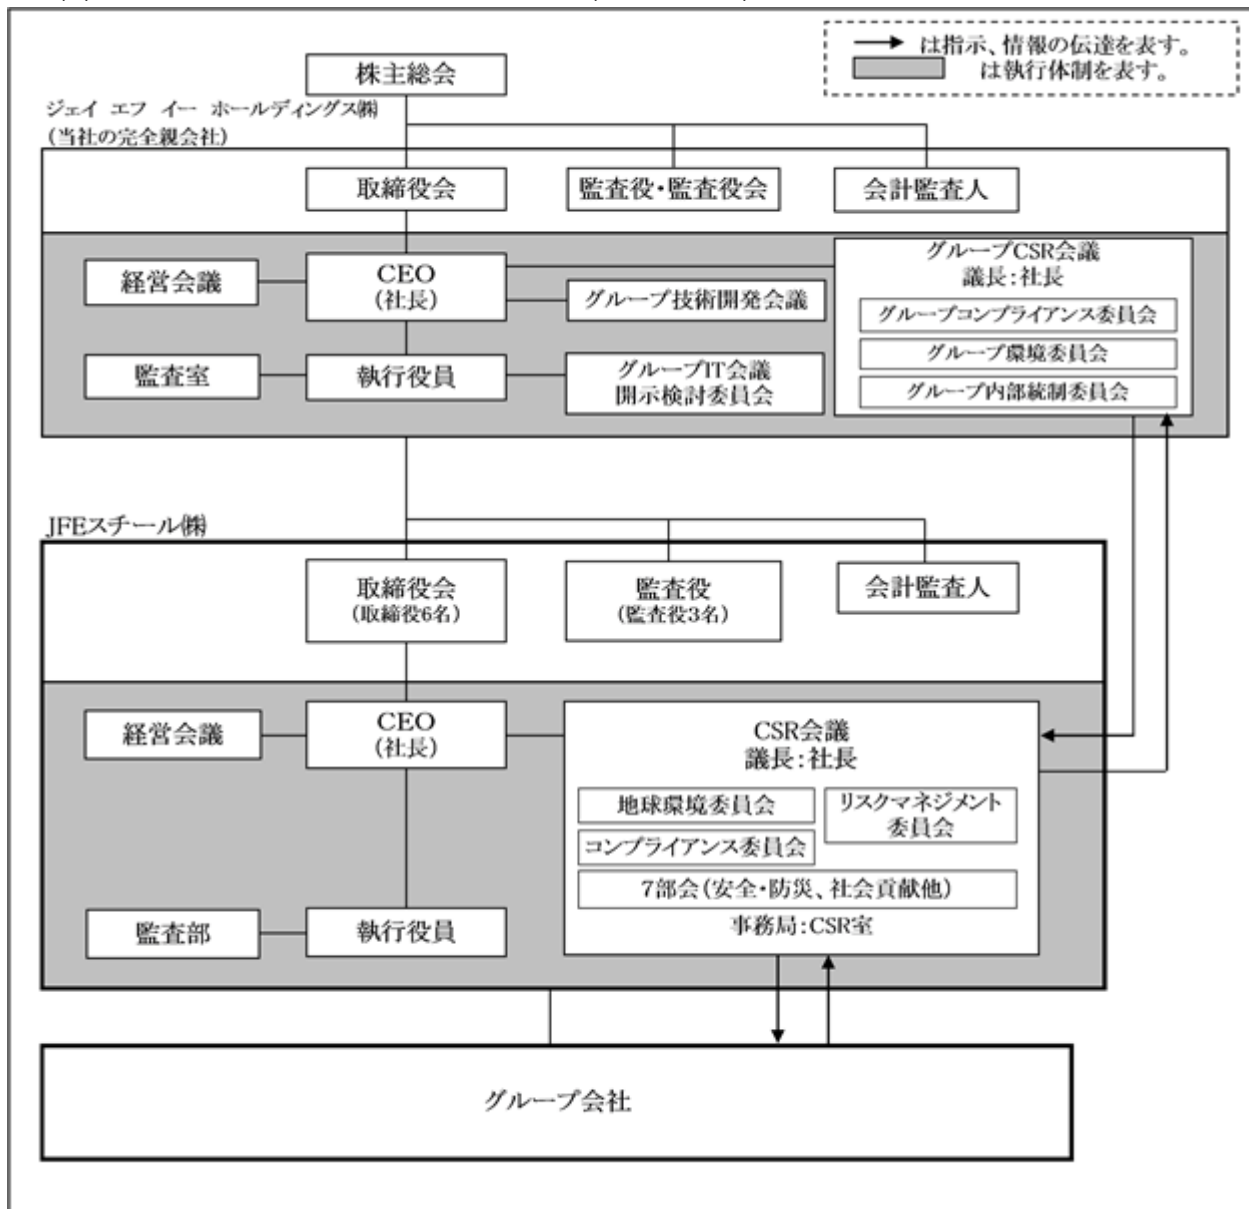 は指示、情報の伝達を表す。
は執行体制を表す。
株主総会
ジェイ エフ イー ホールディングス㈱
(当社の完全親会社)
取締役会
監査役・監査役会
会計監査人
経営会議
CEO
(社長)
グループ技術開発会議
グループCSR会議
議長:社長
グループコンプライアンス委員会
グループ環境委員会
グループ内部統制委員会
監査室
執行役員
グループIT会議
開示検討委員会
JFEスチール㈱
取締役会
(取締役6名)
監査役
(監査役3名)
会計監査人
経営会議
CEO
(社長)
CSR会議
議長:社長
地球環境委員会
リスクマネジメント
委員会
コンプライアンス委員会
7部会(安全・防災、社会貢献他)
事務局:CSR室
監査部
執行役員
グループ会社